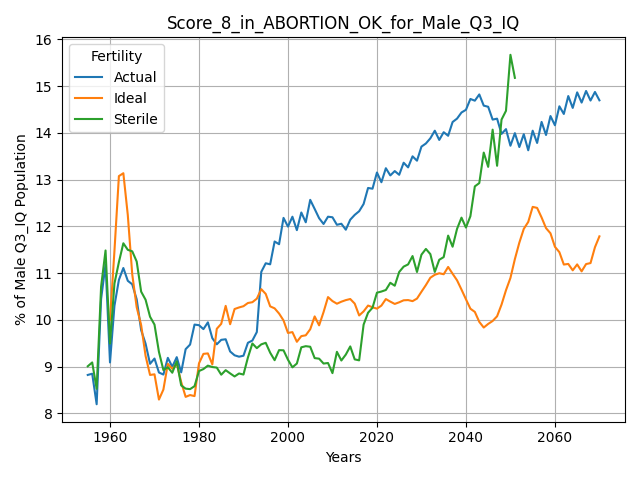 Score_8_in_ABORTION_OK_for_Male_Q3_IQ
Fertility
Actual
Ideal
Sterile
% of Male Q3_IQ Population
16
15
14
13
12
11
10
9
8
1960
1980
2000
2020
2040
2060
Years